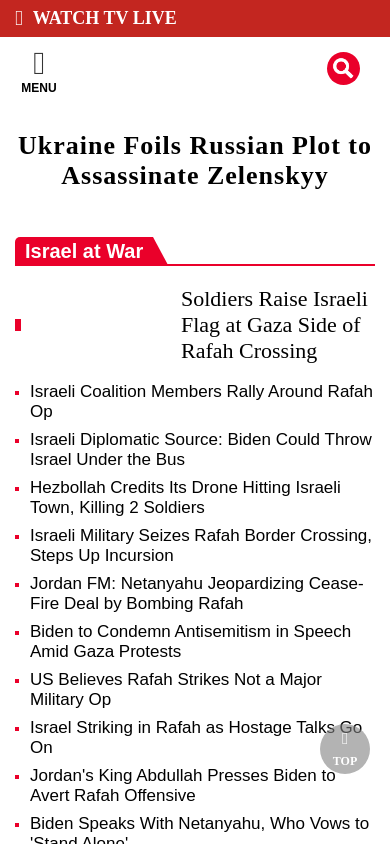 WATCH TV LIVE
MENU
Ukraine Foils Russian Plot to
Assassinate Zelenskyy
Israel at War
Soldiers Raise Israeli
Flag at Gaza Side of
Rafah Crossing
Israeli Coalition Members Rally Around Rafah
Op
Israeli Diplomatic Source: Biden Could Throw
Israel Under the Bus
Hezbollah Credits Its Drone Hitting Israeli
Town, Killing 2 Soldiers
Israeli Military Seizes Rafah Border Crossing,
Steps Up Incursion
Jordan FM: Netanyahu Jeopardizing Cease-
Fire Deal by Bombing Rafah
Biden to Condemn Antisemitism in Speech
Amid Gaza Protests
US Believes Rafah Strikes Not a Major
Military Op
Israel Striking in Rafah as Hostage Talks Go
On
TOP
Jordan's King Abdullah Presses Biden to
Avert Rafah Offensive
Biden Speaks With Netanyahu, Who Vows to
'Stand Alone'